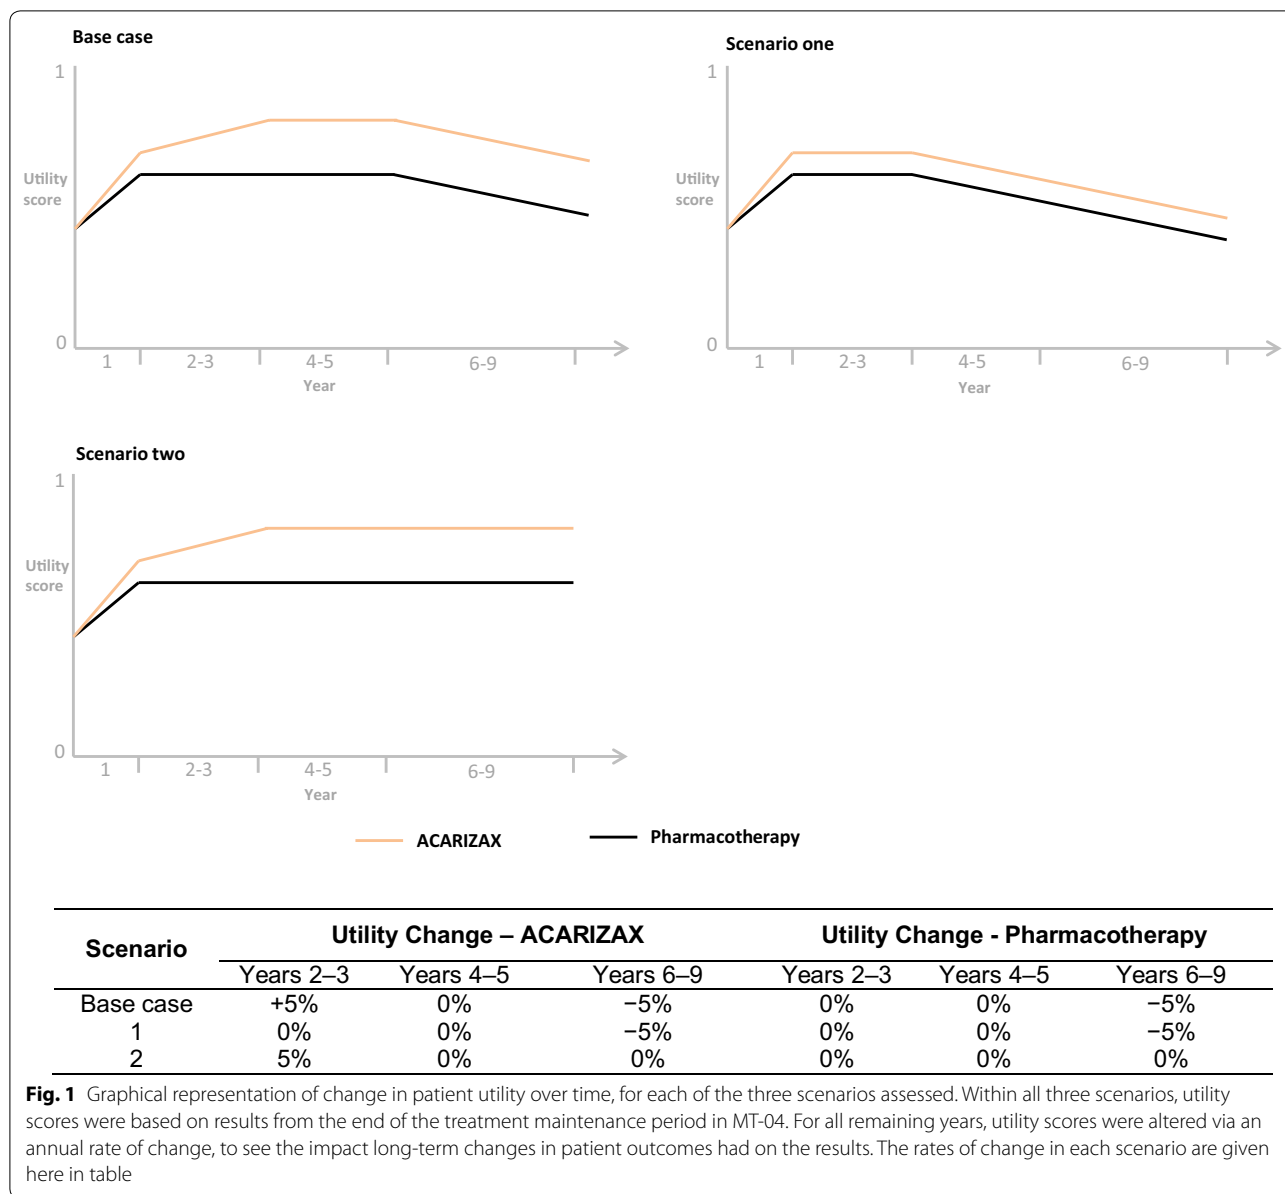 Base case
1
Utility
score
0
1 2-3 4-5 6-9
Year
Scenario one
1
Utility
score
0
1 2-3 4-5 6-9
Year
Scenario two
1
Utility
score
0
1 2-3 4-5 6-9
Year
ACARIZAX Pharmacotherapy
Scenario Utility Change – ACARIZAX Utility Change - Pharmacotherapy
Years 2–3 Years 4–5 Years 6–9 Years 2–3 Years 4–5 Years 6–9
Base case +5% 0% −5% 0% 0% −5%
1 0% 0% −5% 0% 0% −5%
2 5% 0% 0% 0% 0% 0%
Fig. 1 Graphical representation of change in patient utility over time, for each of the three scenarios assessed. Within all three scenarios, utility
scores were based on results from the end of the treatment maintenance period in MT-04. For all remaining years, utility scores were altered via an
annual rate of change, to see the impact long-term changes in patient outcomes had on the results. The rates of change in each scenario are given
here in table